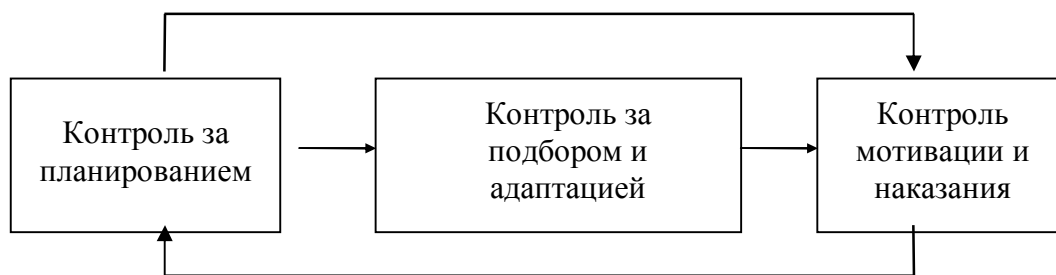 Контроль за
планированием
Контроль за
подбором и
адаптацией
Контроль
мотивации и
наказания